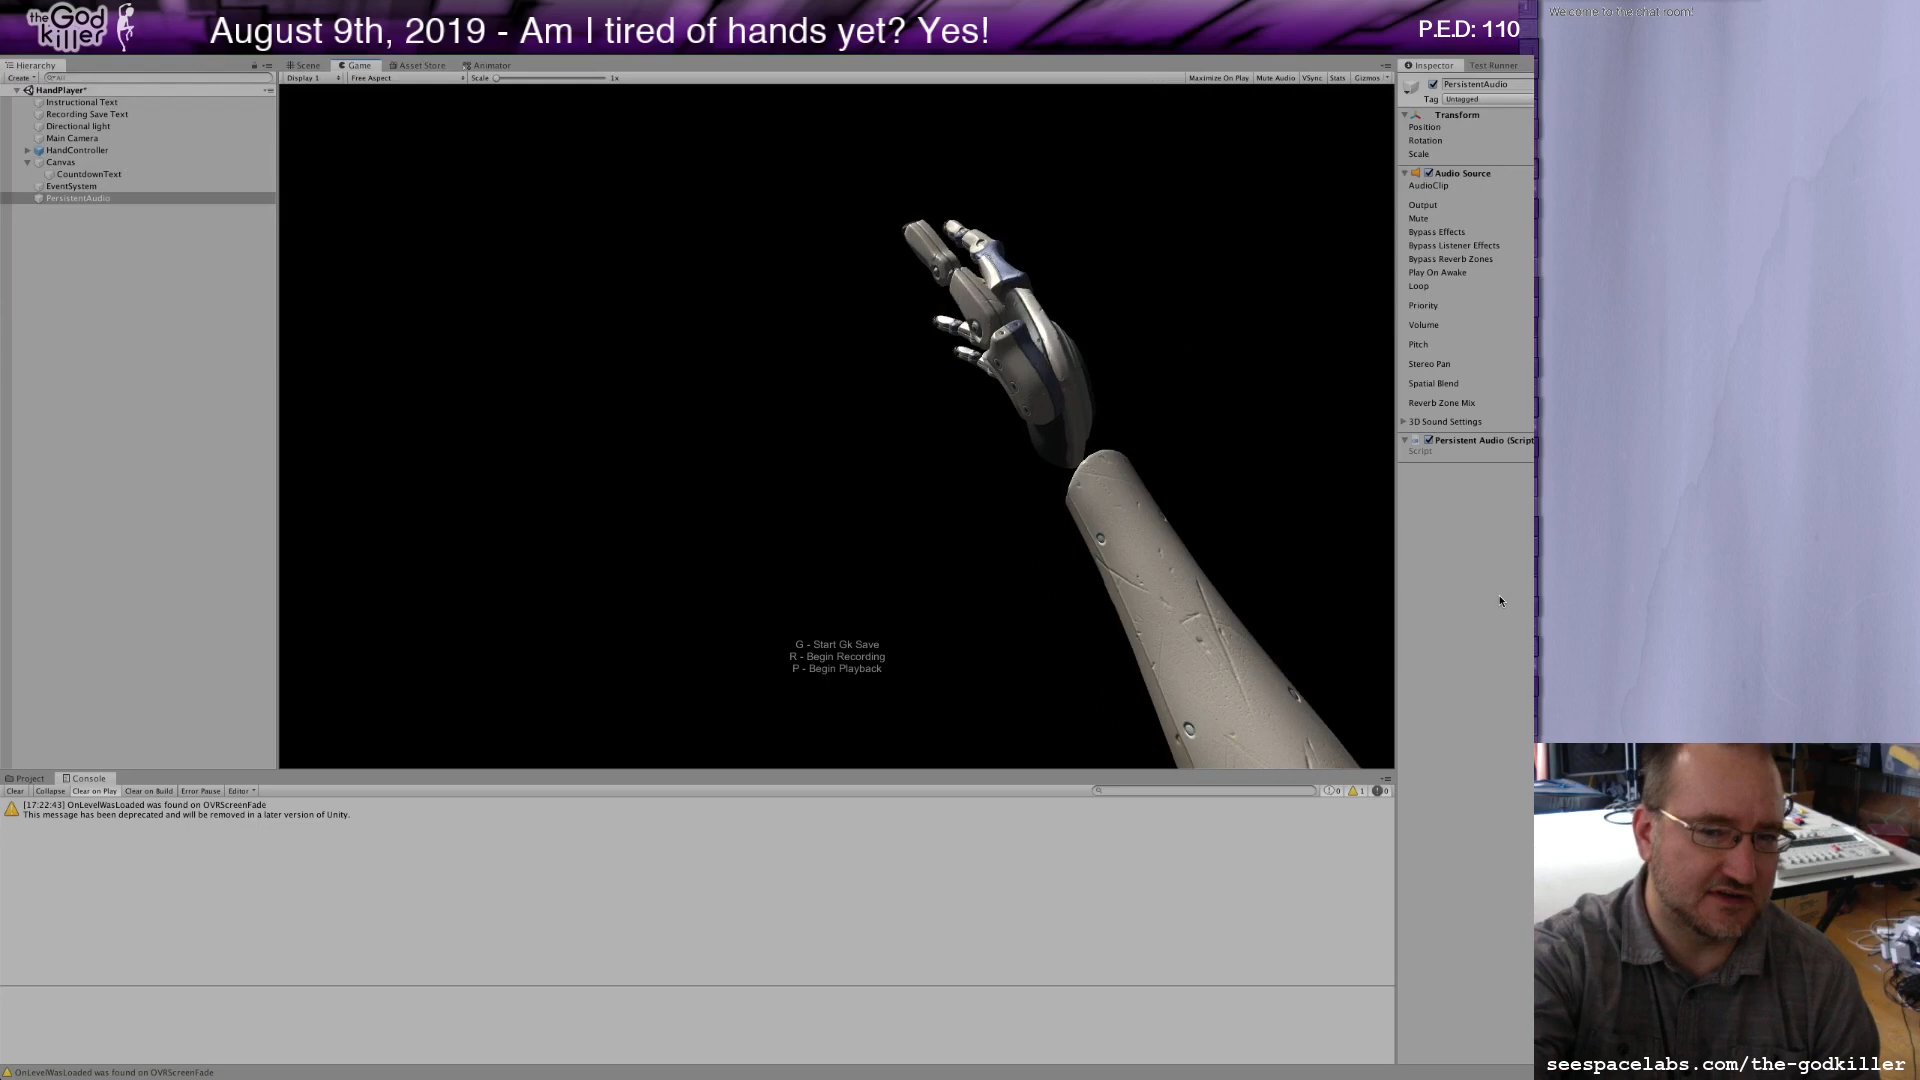 the God killer
August 9th, 2019 - Am I tired of hands yet? Yes!
P.E.D: 110
Welcome to the chat room!
Hierarchy
Scene
Game
Asset Store
Animator
Inspector
Test Runner
Create
All
Display 1
Free Aspect
Scale
1x
Maximize On Play
Mute Audio
VSync
Stats
Gizmos
HandPlayer*
Instructional Text
Recording Save Text
Directional light
Main Camera
HandController
Canvas
CountdownText
EventSystem
PersistentAudio
PersistentAudio
Tag
Untagged
Transform
Position
Rotation
Scale
Audio Source
AudioClip
Output
Mute
Bypass Effects
Bypass Listener Effects
Bypass Reverb Zones
Play On Awake
Loop
Priority
Volume
Pitch
Stereo Pan
Spatial Blend
Reverb Zone Mix
3D Sound Settings
Persistent Audio (Script
Script
G - Start Gk Save
R - Begin Recording
P - Begin Playback
Project
Console
Clear
Collapse
Clear on Play
Clear on Build
Error Pause
Editor
0
1
0
[17:22:43] OnLevelWasLoaded was found on OVRScreenFade
This message has been deprecated and will be removed in a later version of Unity.
OnLevelWasLoaded was found on OVRScreenFade
seespacelabs.com/the-godkiller